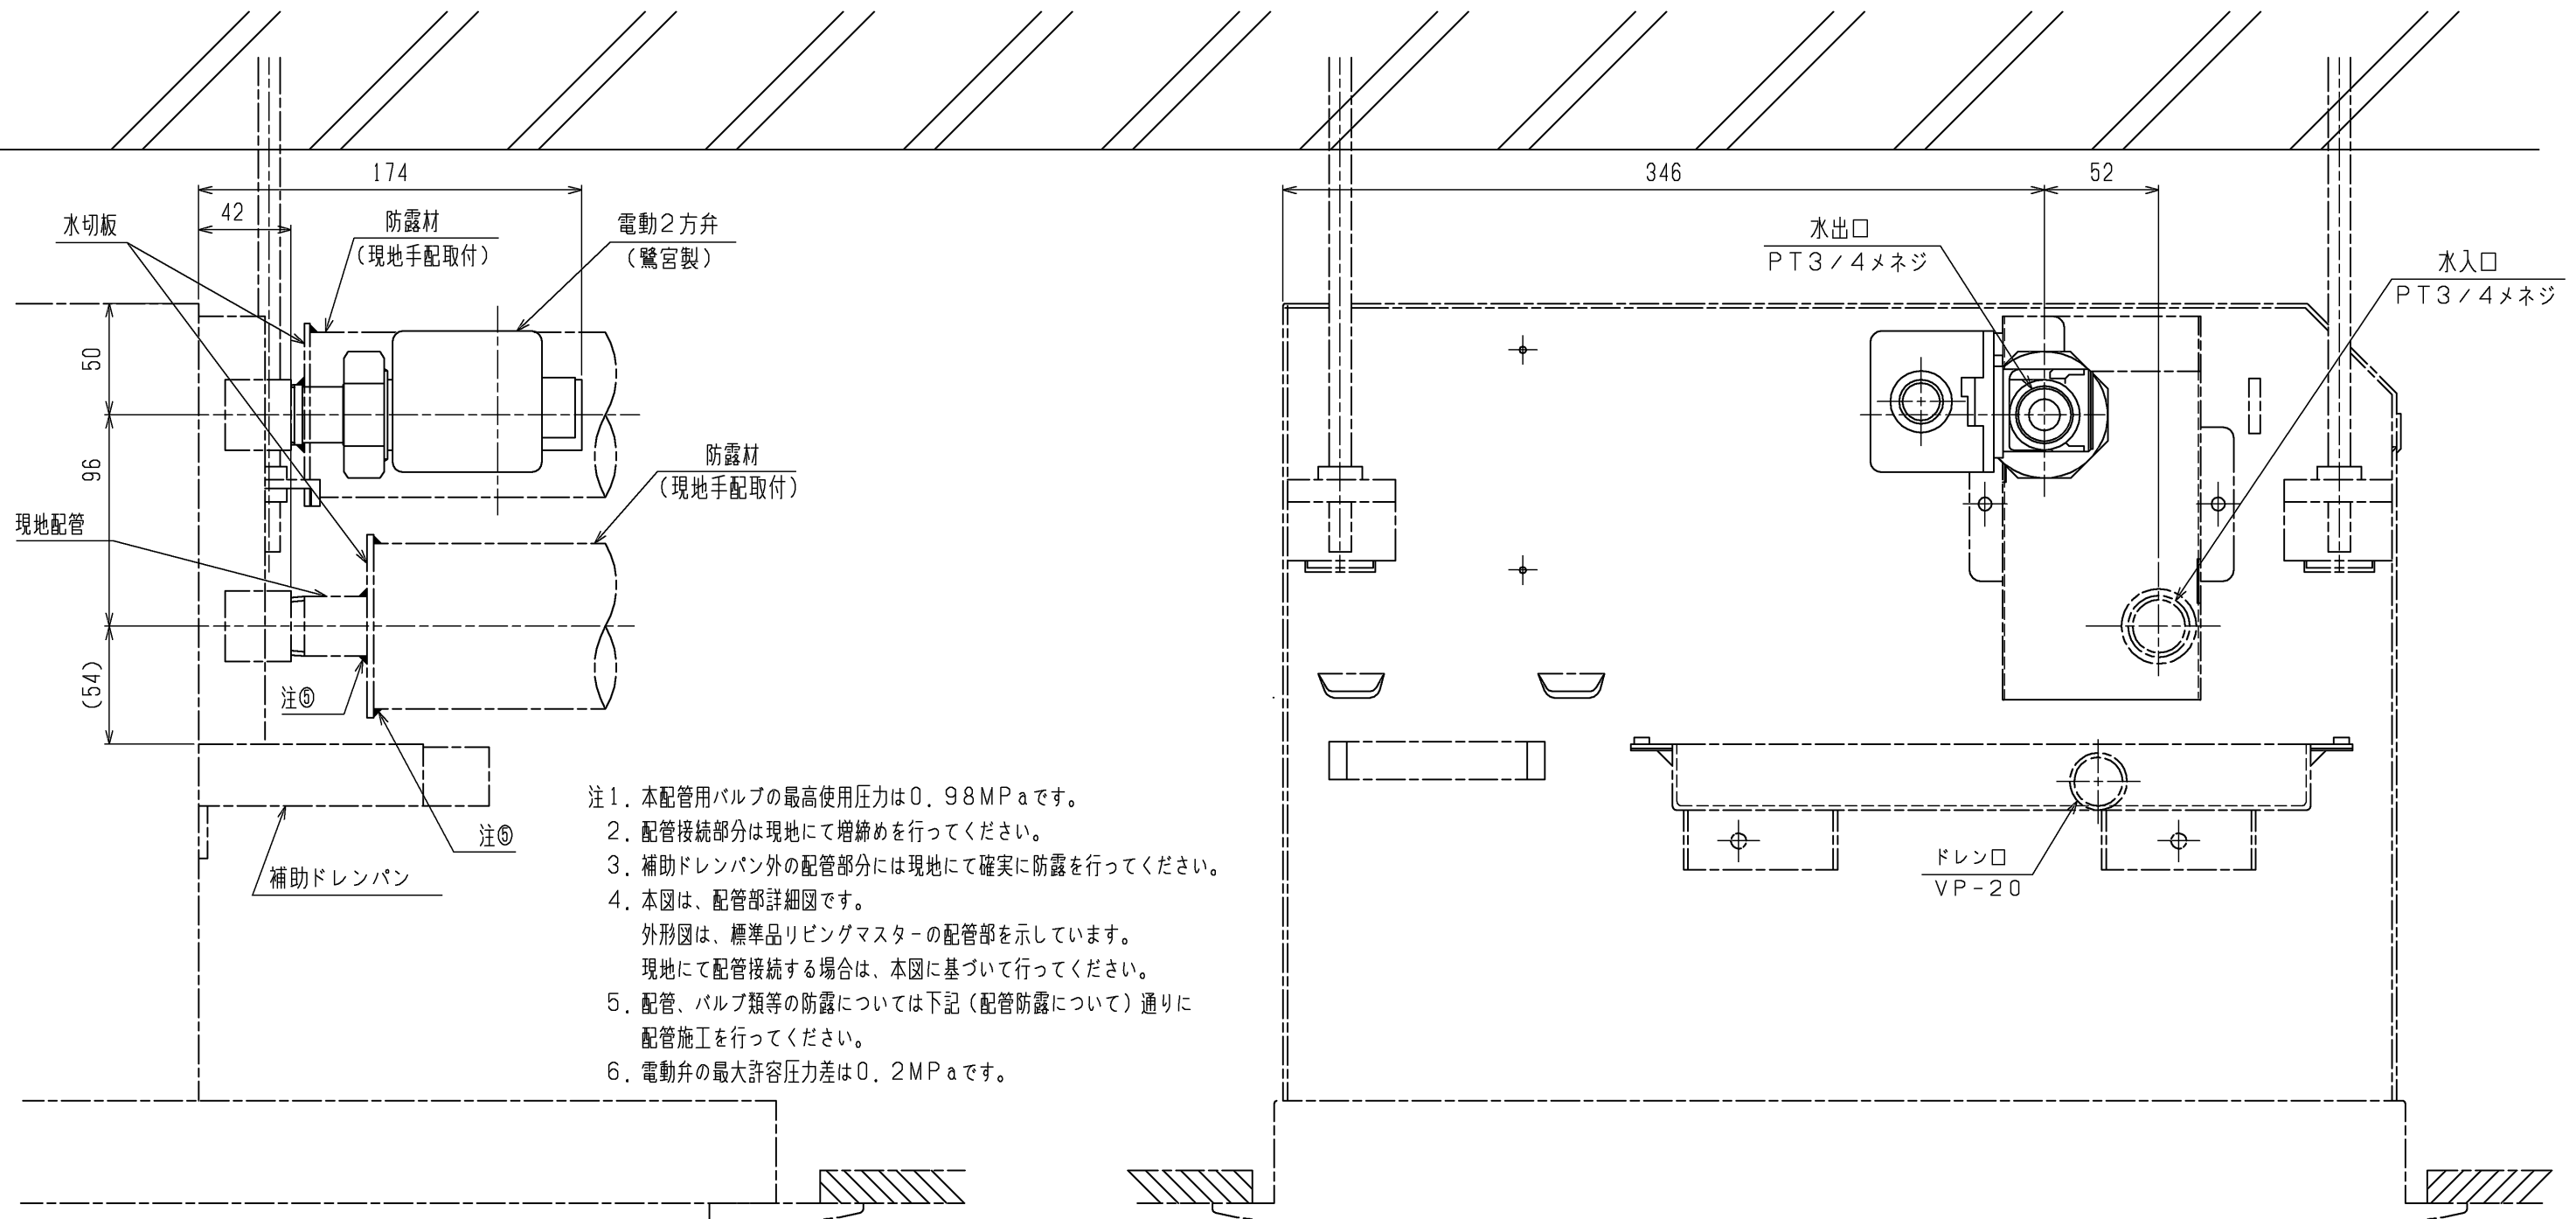 174
346
52
42
水切板
防露材
(現地手配取付)
電動2方弁
(鷺宮製)
水出口
PT3/4メネジ
水入口
PT3/4メネジ
50
96
防露材
(現地手配取付)
現地配管
(54)
注⑤
注⑤
補助ドレンパン
ドレン口
VP-20
注1. 本配管用バルブの最高使用圧力は0.98MPaです。
2. 配管接続部分は現地にて増締めを行ってください。
3. 補助ドレンパン外の配管部分には現地にて確実に防露を行ってください。
4. 本図は、配管部詳細図です。
外形図は、標準品リビングマスターの配管部を示しています。
現地にて配管接続する場合は、本図に基づいて行ってください。
5. 配管、バルブ類等の防露については下記(配管防露について)通りに
配管施工を行ってください。
6. 電動弁の最大許容圧力差は0.2MPaです。